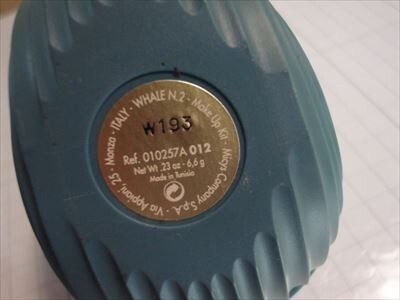 Via Appiani, 25 - Monza - ITALY - WHALE N.2 - Make Up Kit - Micys Company S.p.A. -
W193
Ref. 010257A 012
Net Wt .23 oz - 6,6 g
Made in Tunisia